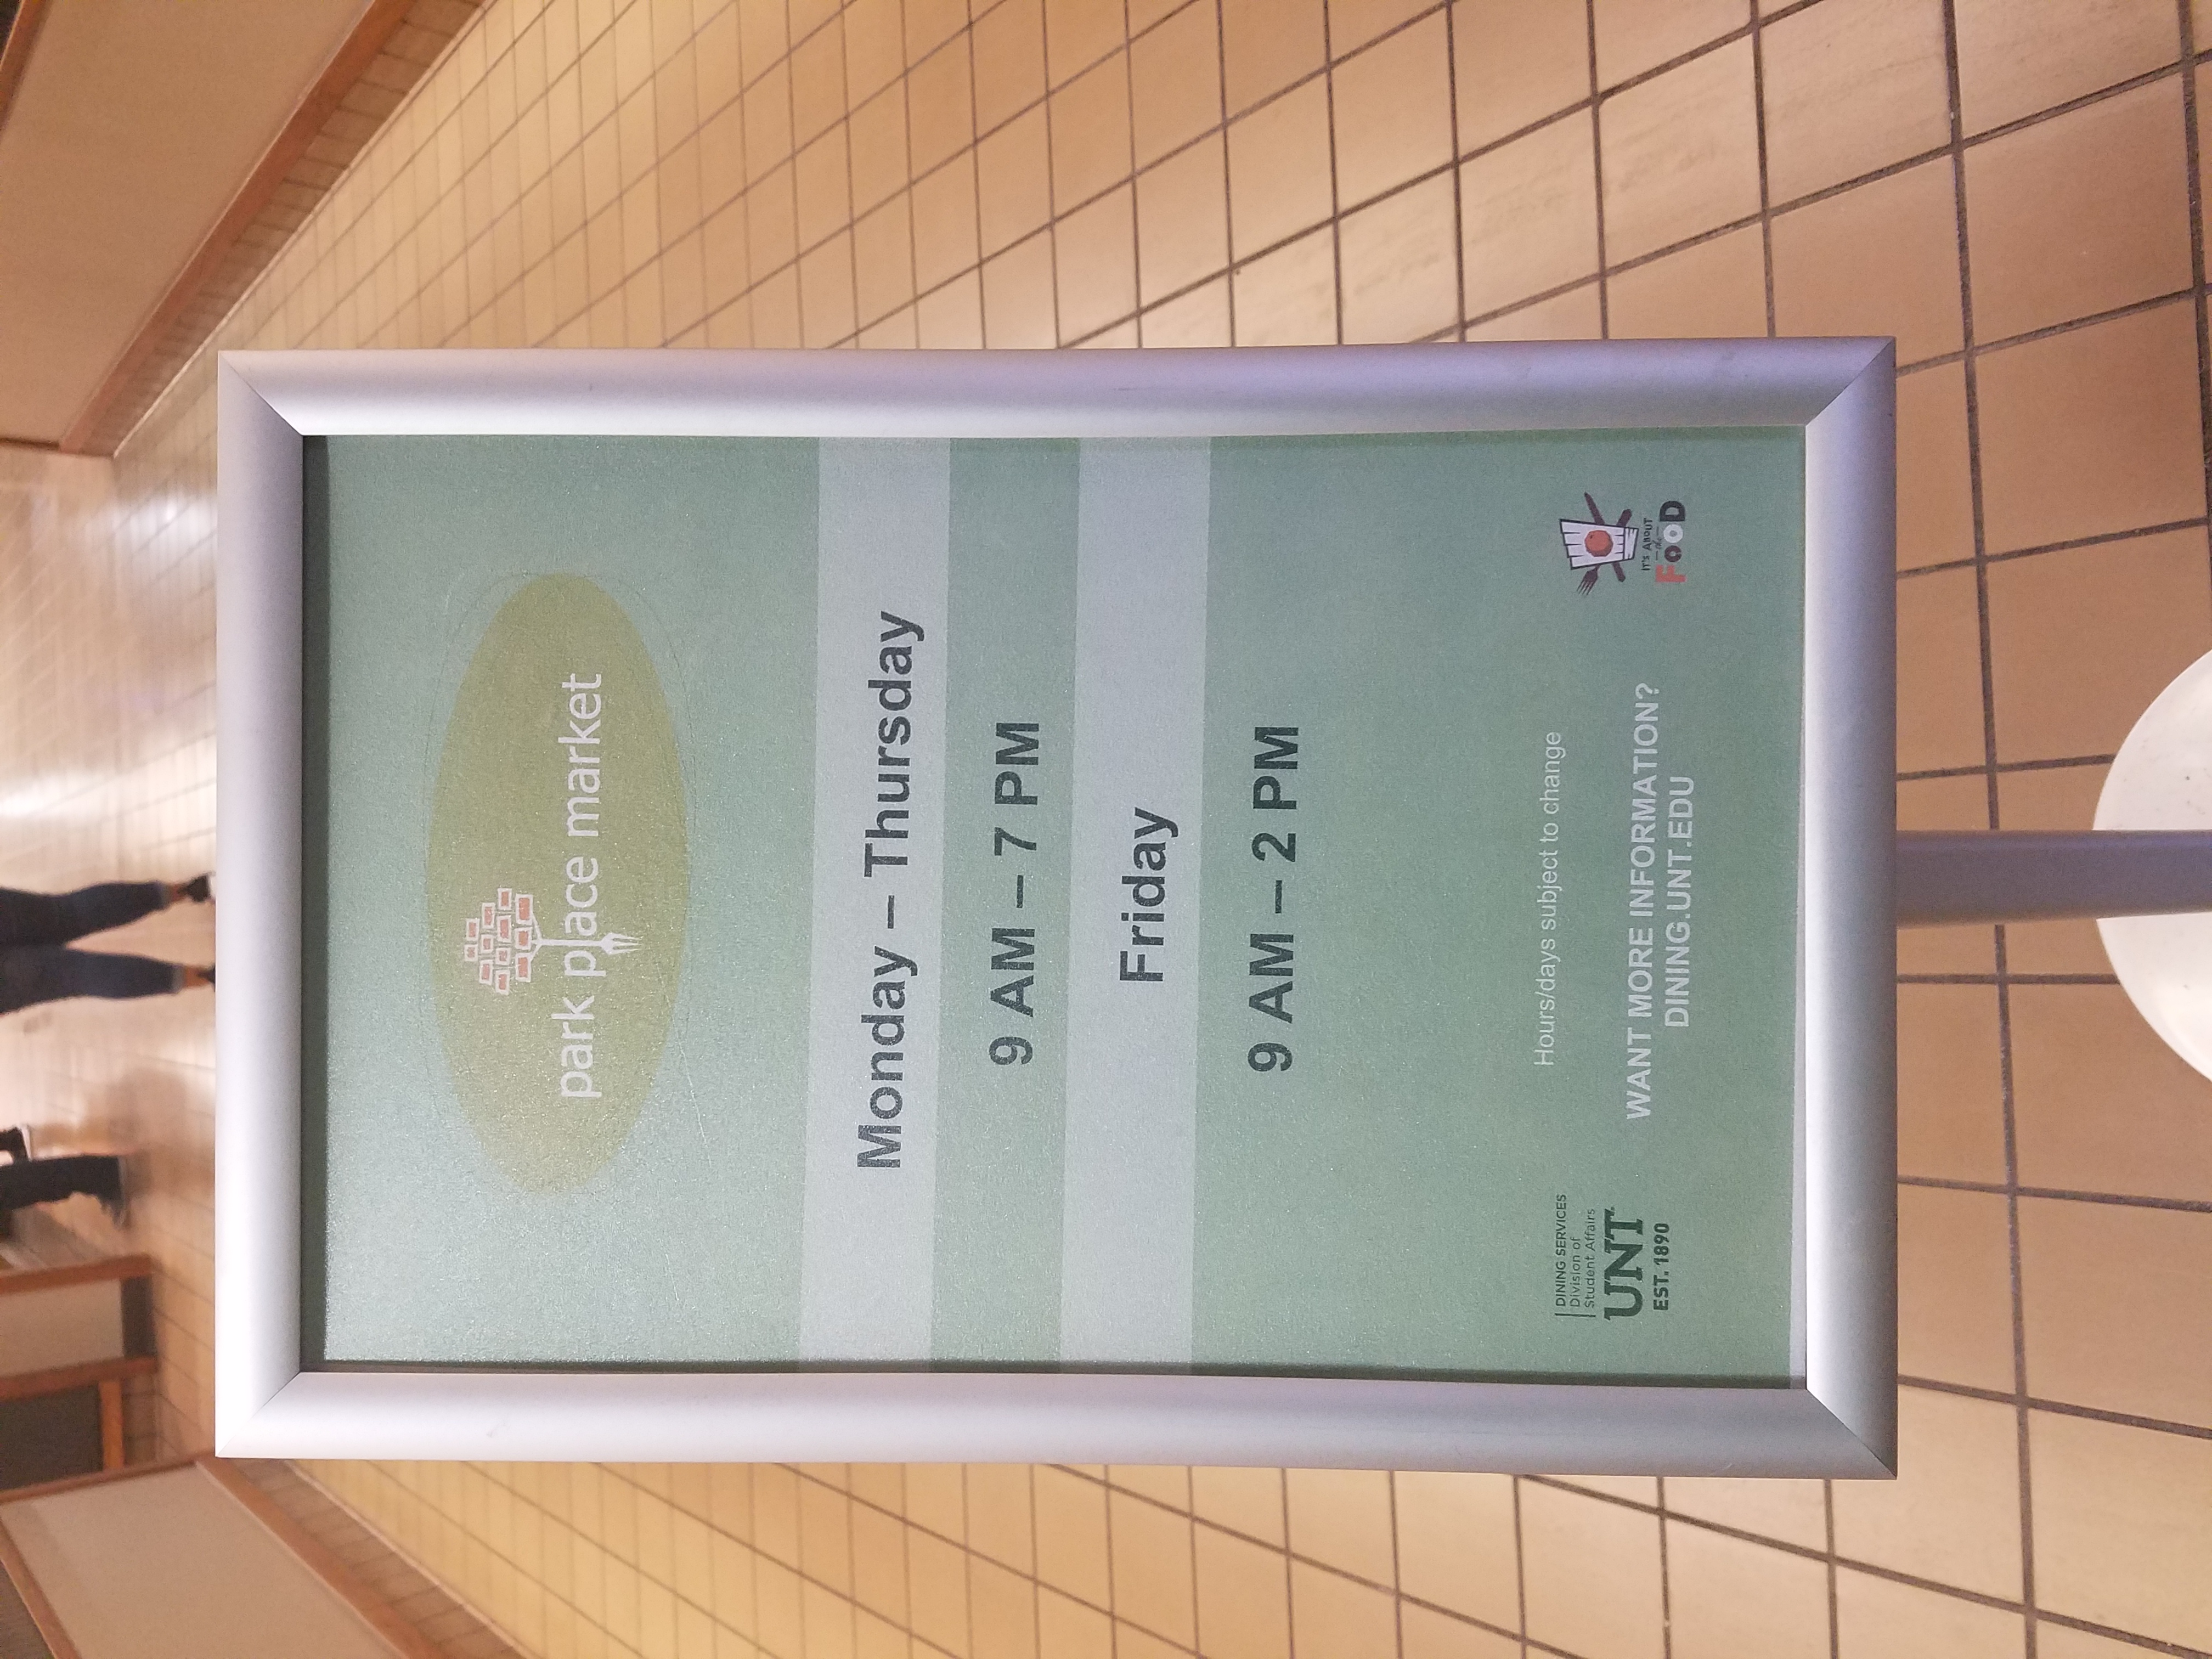 park place market
Monday – Thursday
9 AM – 7 PM
Friday
9 AM – 2 PM
Hours/days subject to change
WANT MORE INFORMATION?
DINING.UNT.EDU
DINING SERVICES
Division of
Student Affairs
UNT
EST. 1890
IT'S ABOUT
the
FOOD